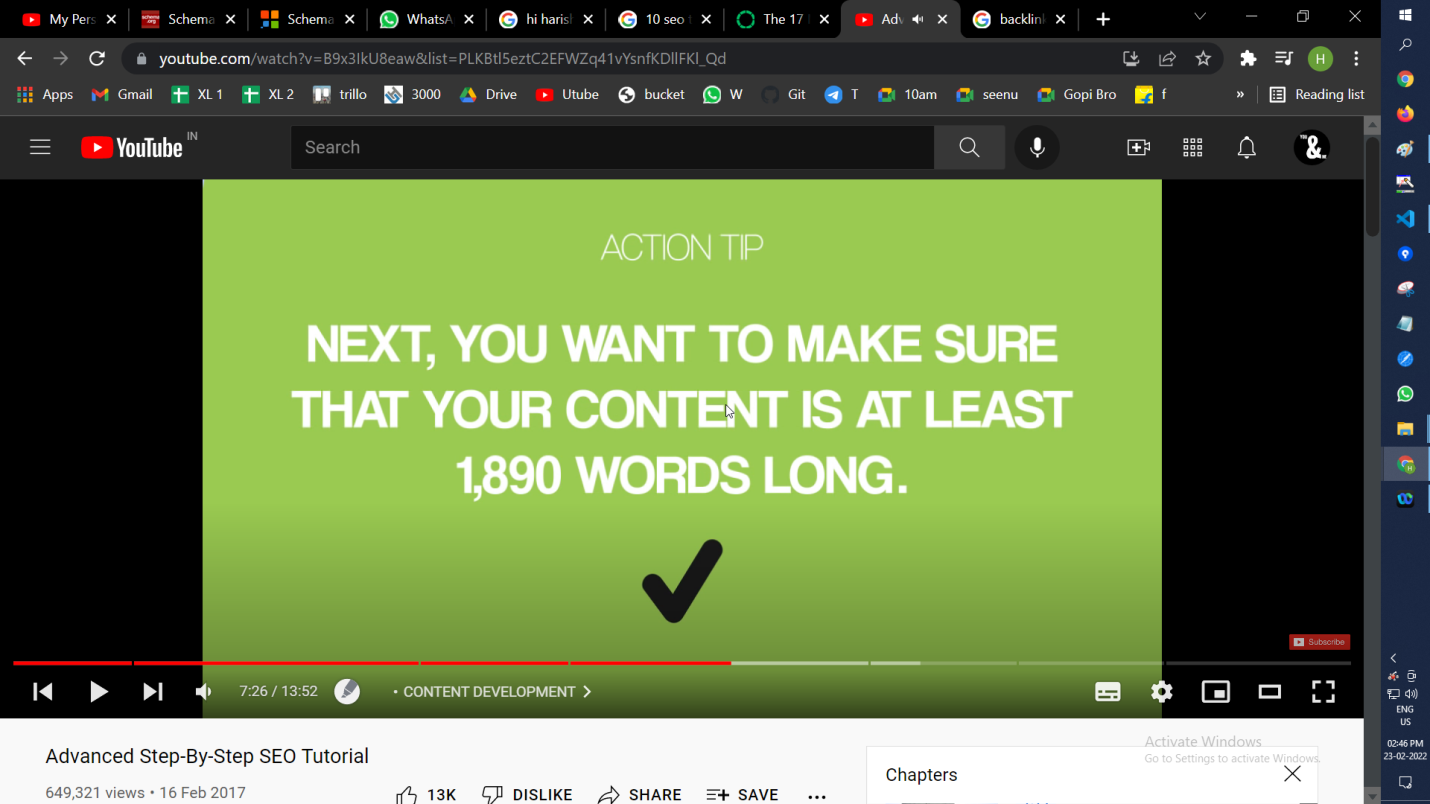 My Pers
Schema
Schema
WhatsA
hi haris
10 seo t
The 17
Adv
backlink
youtube.com/watch?v=B9x3IkU8eaw&list=PLKBtl5eztC2EFWZq41vYsnfKDllFKl_Qd
H
Apps
Gmail
XL 1
XL 2
trillo
3000
Drive
Utube
bucket
W
Git
T
10am
seenu
Gopi Bro
f
»
Reading list
YouTube IN
Search
ACTION TIP
NEXT, YOU WANT TO MAKE SURE
THAT YOUR CONTENT IS AT LEAST
1,890 WORDS LONG.
Subscribe
7:26 / 13:52
• CONTENT DEVELOPMENT
Advanced Step-By-Step SEO Tutorial
649,321 views • 16 Feb 2017
13K
DISLIKE
SHARE
SAVE
Chapters
Activate Windows
Go to Settings to activate Windows.
ENG
US
02:46 PM
23-02-2022